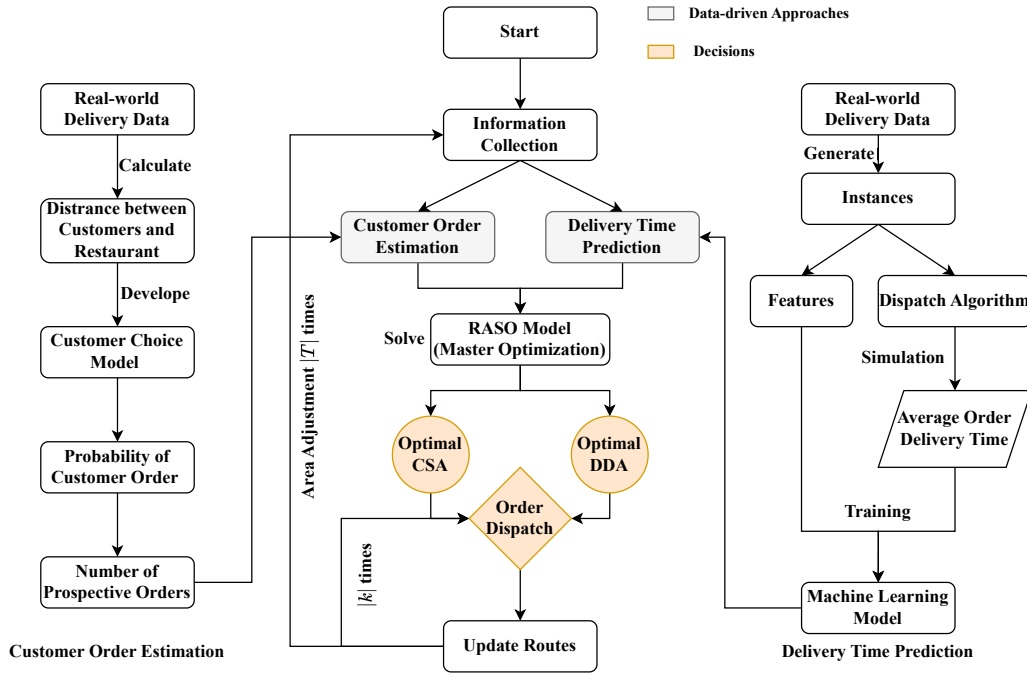 Start
Data-driven Approaches
Decisions
Real-world
Delivery Data
Calculate
Distrance between
Customers and
Restaurant
Develope
Customer Choice
Model
Probability of
Customer Order
Number of
Prospective Orders
Customer Order Estimation
Information
Collection
Customer Order
Estimation
Delivery Time
Prediction
Area Adjustment |T| times
Solve
RASO Model
(Master Optimization)
Optimal
CSA
Optimal
DDA
Order
Dispatch
|k| times
Update Routes
Real-world
Delivery Data
Generate
Instances
Features
Dispatch Algorithm
Simulation
Average Order
Delivery Time
Training
Machine Learning
Model
Delivery Time Prediction